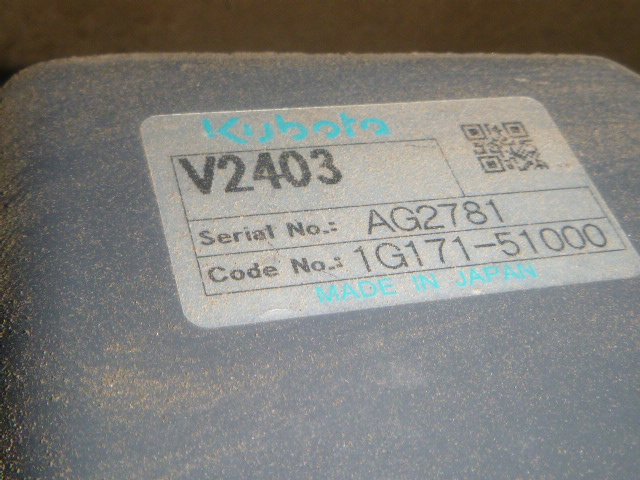 Kubota
V2403
Serial No.: AG2781
Code No.: 1G171-51000
MADE IN JAPAN